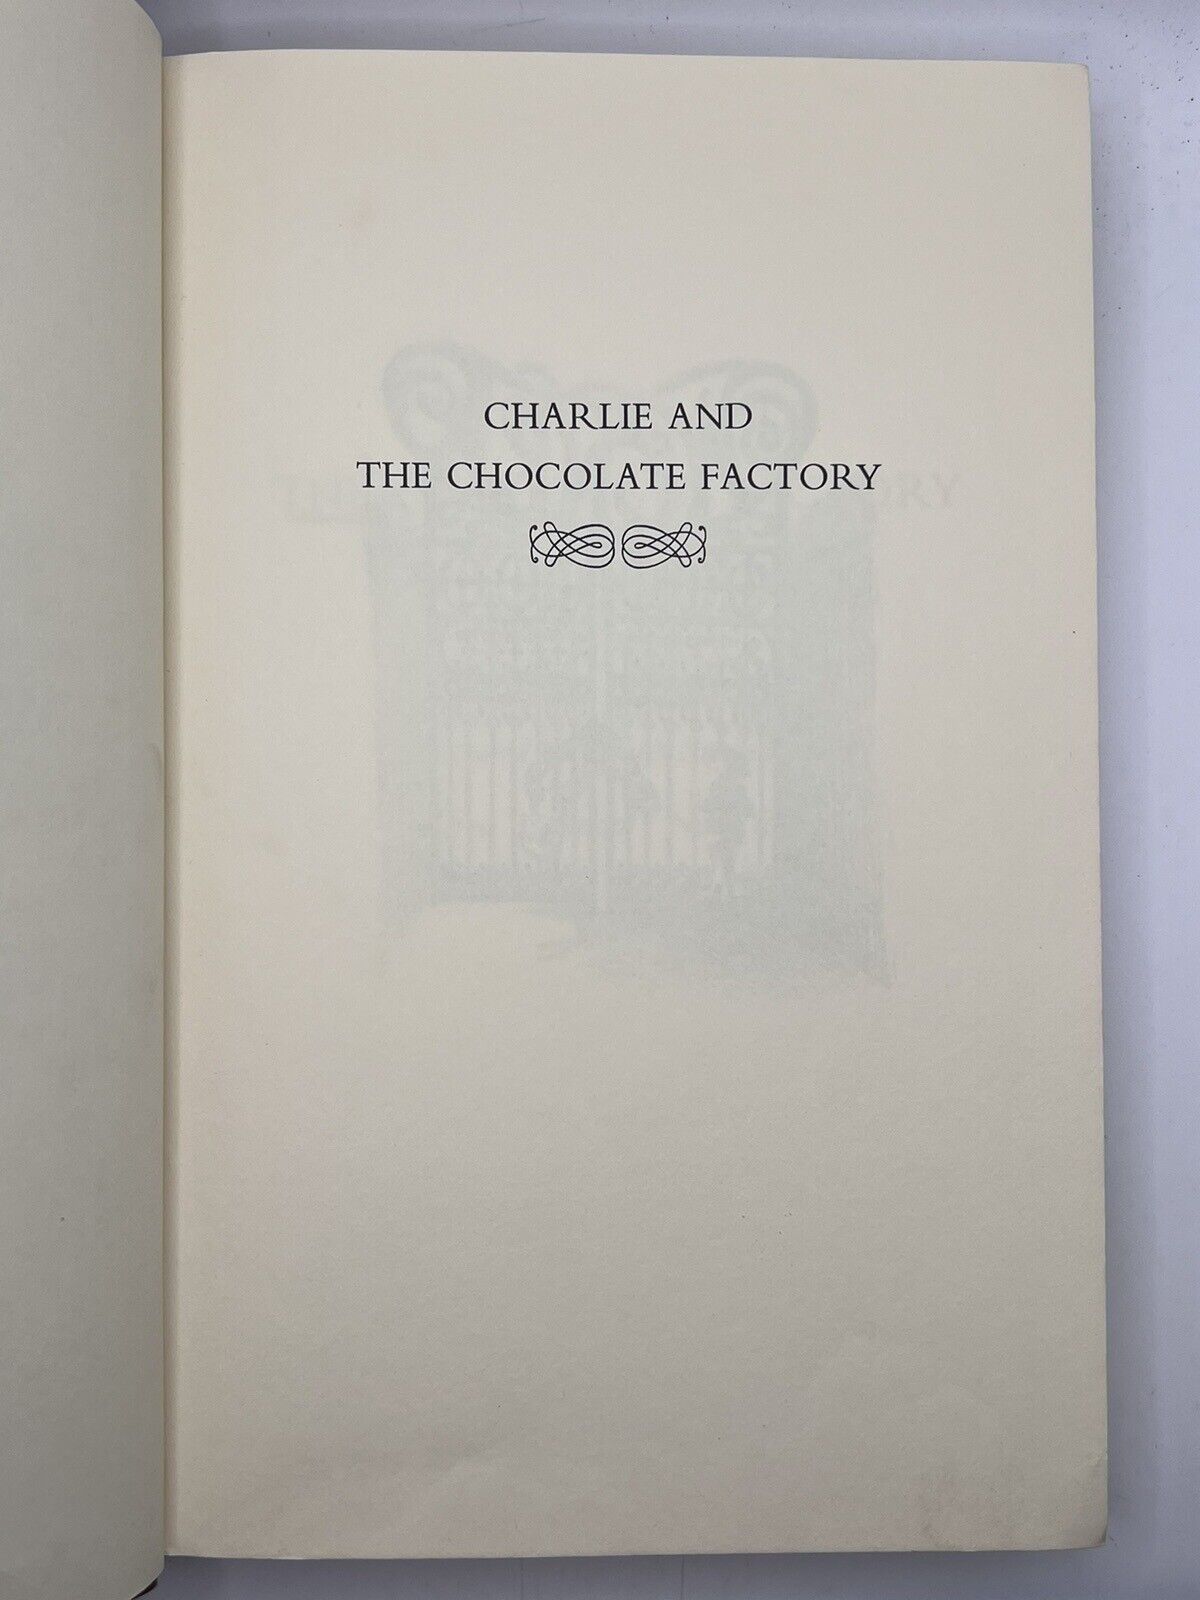 CHARLIE AND
THE CHOCOLATE FACTORY